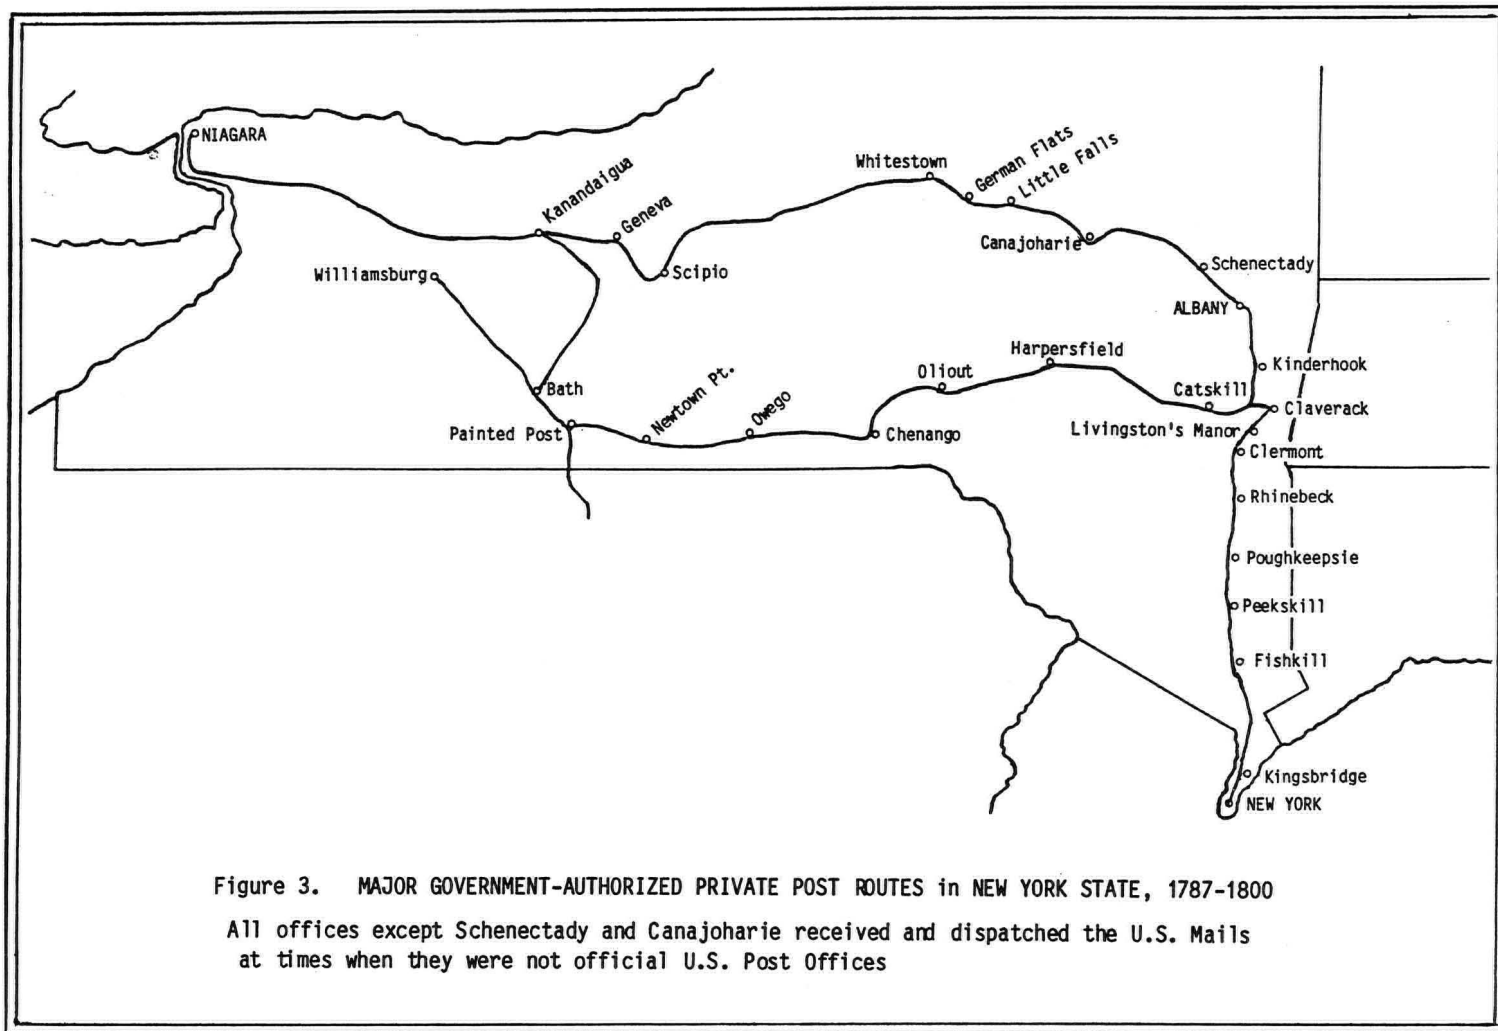 NIAGARA
Kanandaigua
Geneva
Whitestown
German Flats
Little Falls
Canajoharie
Scipio
Williamsburg
Schenectady
ALBANY
Harpersfield
Kinderhook
Oliout
Catskill
Bath
Newtown Pt.
Owego
Claverack
Painted Post
Chenango
Livingston's Manor
Clermont
Rhinebeck
Poughkeepsie
Peekskill
Fishkill
Kingsbridge
NEW YORK
Figure 3. MAJOR GOVERNMENT-AUTHORIZED PRIVATE POST ROUTES in NEW YORK STATE, 1787-1800
All offices except Schenectady and Canajoharie received and dispatched the U.S. Mails
at times when they were not official U.S. Post Offices